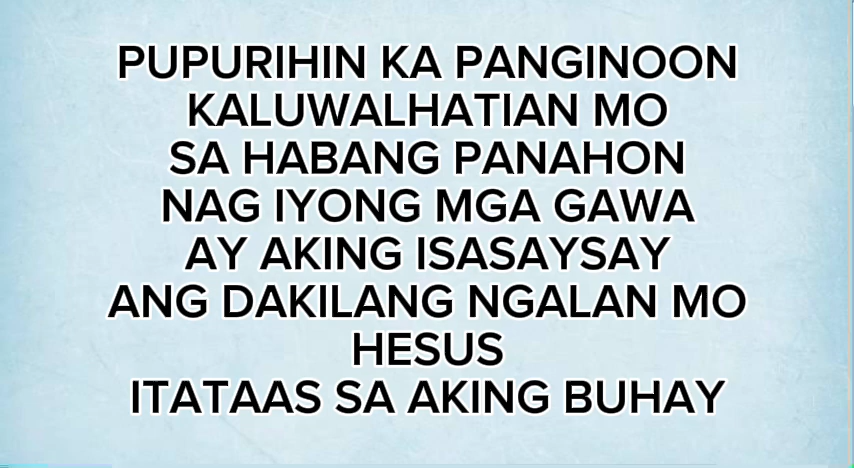 PUPURIHIN KA PANGINOON
KALUWALHATIAN MO
SA HABANG PANAHON
NAG IYONG MGA GAWA
AY AKING ISASAYSAY
ANG DAKILANG NGALAN MO
HESUS
ITATAAS SA AKING BUHAY